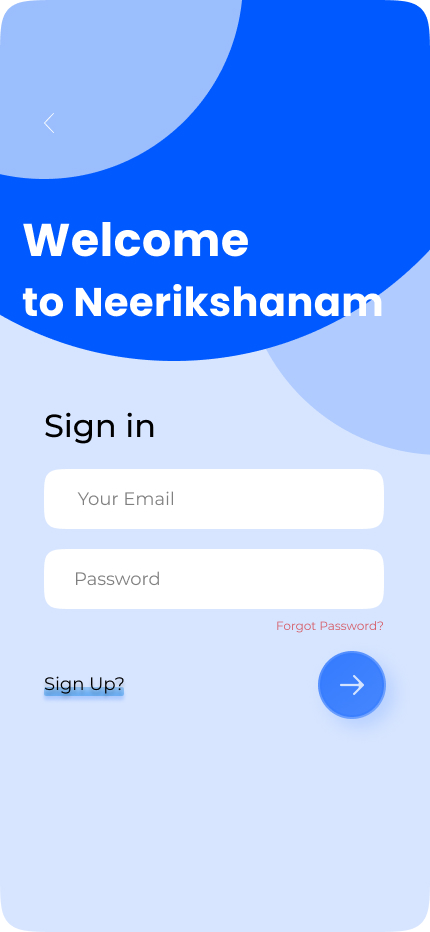 Welcome
to Neerikshanam
Sign in
Your Email
Password
Forgot Password?
Sign Up?